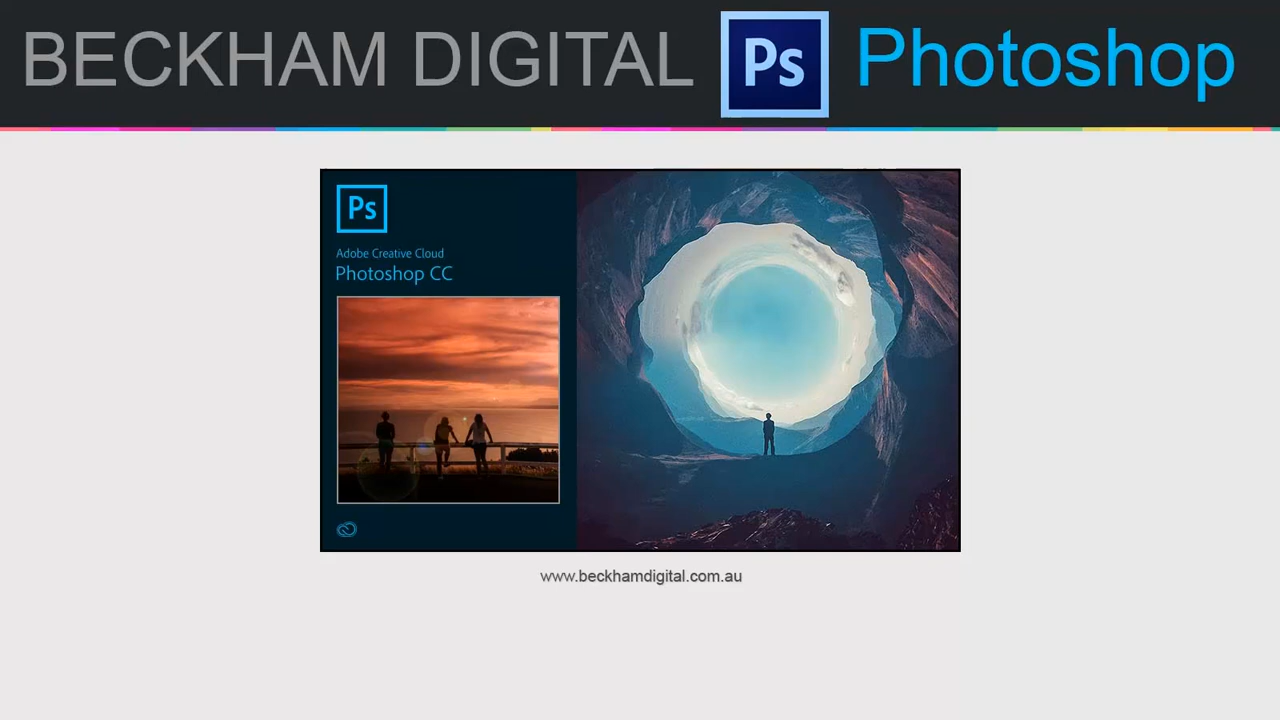 BECKHAM DIGITAL Ps Photoshop
Ps
Adobe Creative Cloud
Photoshop CC
www.beckhamdigital.com.au